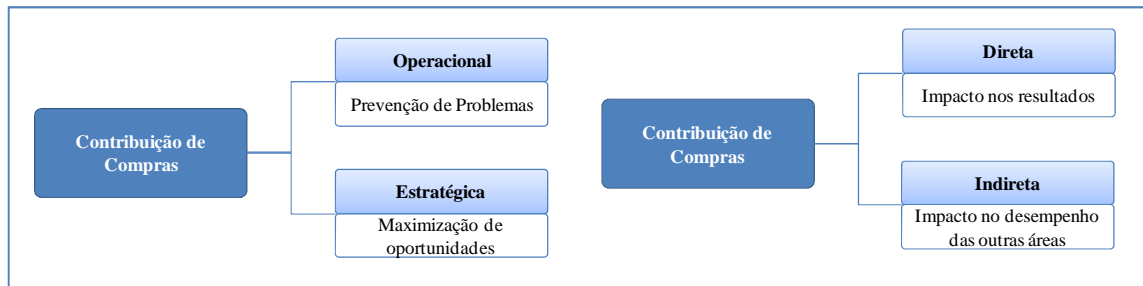 Contribuição de
Compras
Operacional
Prevenção de Problemas
Estratégica
Maximização de
oportunidades
Contribuição de
Compras
Direta
Impacto nos resultados
Indireta
Impacto no desempenho
das outras áreas